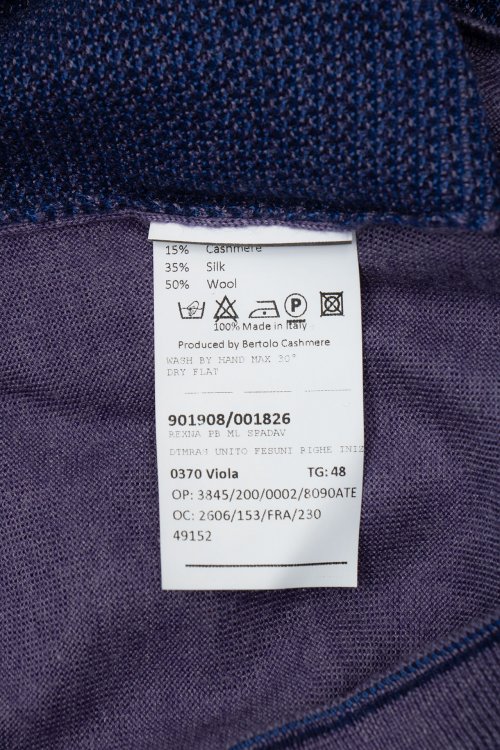 15% Cashmere
35% Silk
50% Wool
P
100% Made in Italy
Produced by Bertolo Cashmere
WASH BY HAND MAX 30°
DRY FLAT
901908/001826
REXNA PB ML SPADAV
DTMRAN UNITO FESUNI RIGHE INIZ
0370 Viola TG: 48
OP: 3845/200/0002/8090ATE
OC: 2606/153/FRA/230
49152